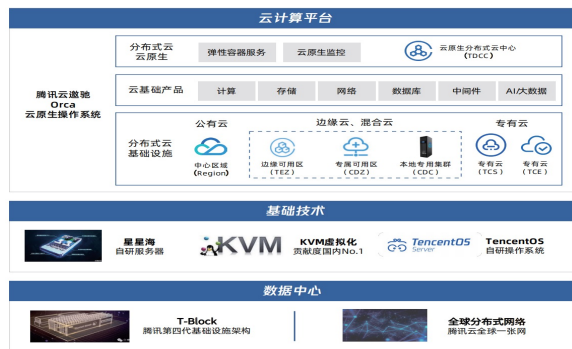 云计算平台
腾讯云遨驰
Orca
云原生操作系统
分布式云
云原生
弹性容器服务
云原生监控
云原生分布式云中心
(TDCC)
云基础产品
计算
存储
网络
数据库
中间件
AI/大数据
分布式云
基础设施
公有云
边缘云、混合云
专有云
中心区域
(Region)
边缘可用区
(TEZ)
专属可用区
(CDZ)
本地专用集群
(CDC)
专有云
(TCS)
专有云
(TCE)
基础技术
星星海
自研服务器
KVM
KVM虚拟化
贡献度国内No.1
TencentOS
Server
TencentOS
自研操作系统
数据中心
T-Block
腾讯第四代基础设施架构
全球分布式网络
腾讯云全球一张网